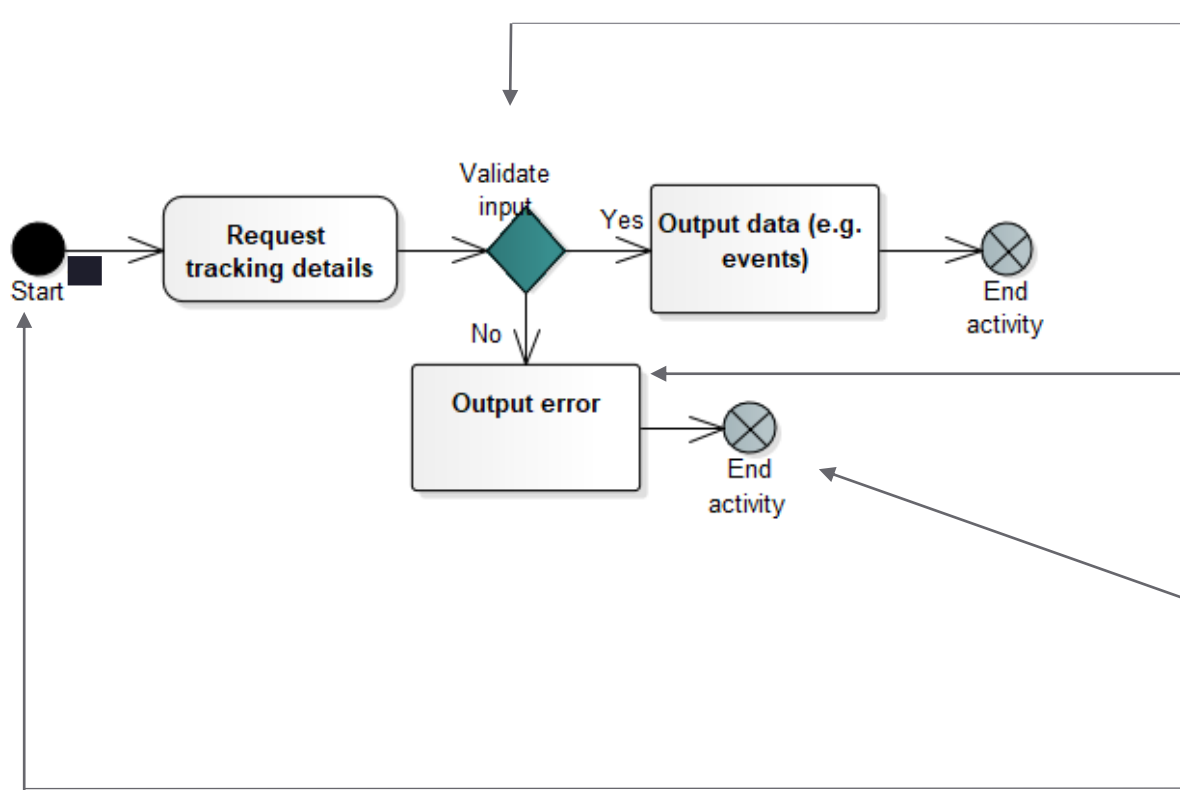 Validate
input
Yes
Output data (e.g.
events)
Request
tracking details
Start
End
activity
No
Output error
End
activity